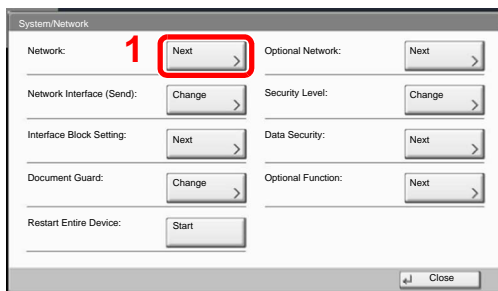 System/Network
Network:
1
Next
Optional Network:
Next
Network Interface (Send):
Change
Security Level:
Change
Interface Block Setting:
Next
Data Security:
Next
Document Guard:
Change
Optional Function:
Next
Restart Entire Device:
Start
Close